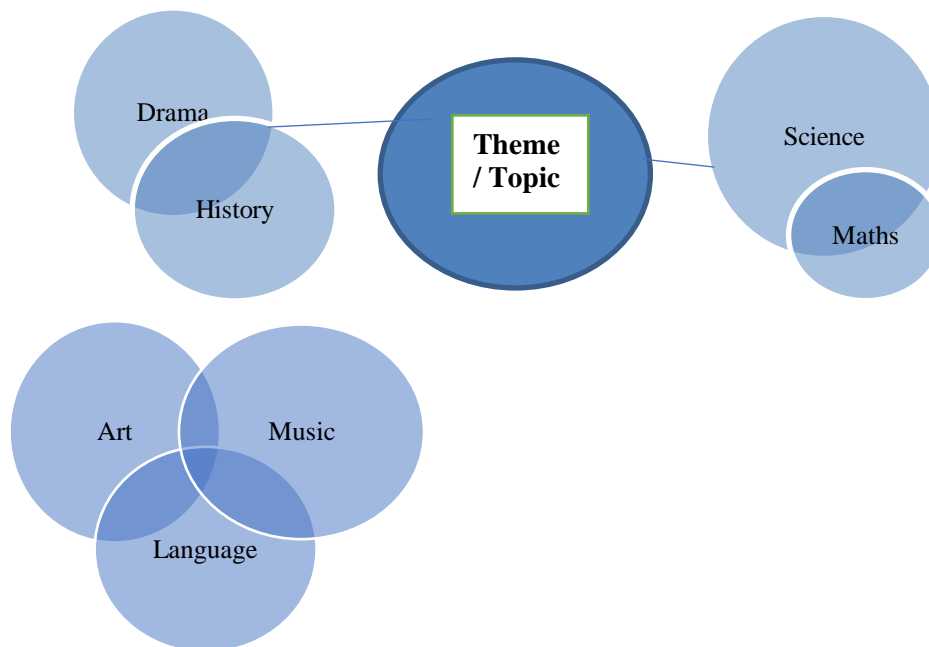 Drama
History
Theme
/ Topic
Science
Maths
Art
Music
Language